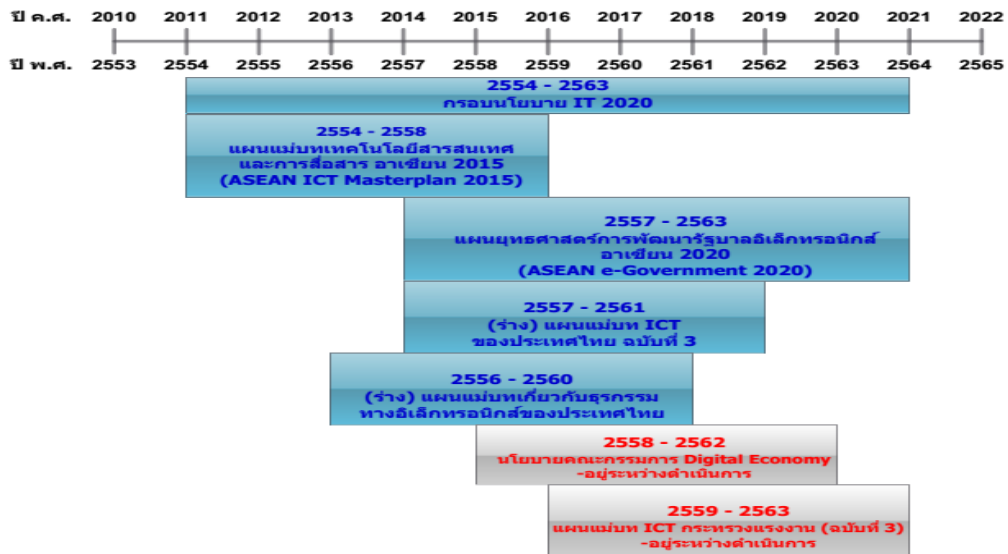 ปี ค.ศ. 2010 2011 2012 2013 2014 2015 2016 2017 2018 2019 2020 2021 2022
ปี พ.ศ. 2553 2554 2555 2556 2557 2558 2559 2560 2561 2562 2563 2564 2565
2554 - 2563
กรอบนโยบาย IT 2020
2554 - 2558
แผนแม่บทเทคโนโลยีสารสนเทศ
และการสื่อสาร อาเซียน 2015
(ASEAN ICT Masterplan 2015)
2557 - 2563
แผนยุทธศาสตร์การพัฒนารัฐบาลอิเล็กทรอนิกส์
อาเซียน 2020
(ASEAN e-Government 2020)
2557 - 2561
(ร่าง) แผนแม่บท ICT
ของประเทศไทย ฉบับที่ 3
2556 - 2560
(ร่าง) แผนแม่บทเกี่ยวกับธุรกรรม
ทางอิเล็กทรอนิกส์ของประเทศไทย
2558 - 2562
นโยบายคณะกรรมการ Digital Economy
-อยู่ระหว่างดำเนินการ
2559 - 2563
แผนแม่บท ICT กระทรวงแรงงาน (ฉบับที่ 3)
-อยู่ระหว่างดำเนินการ